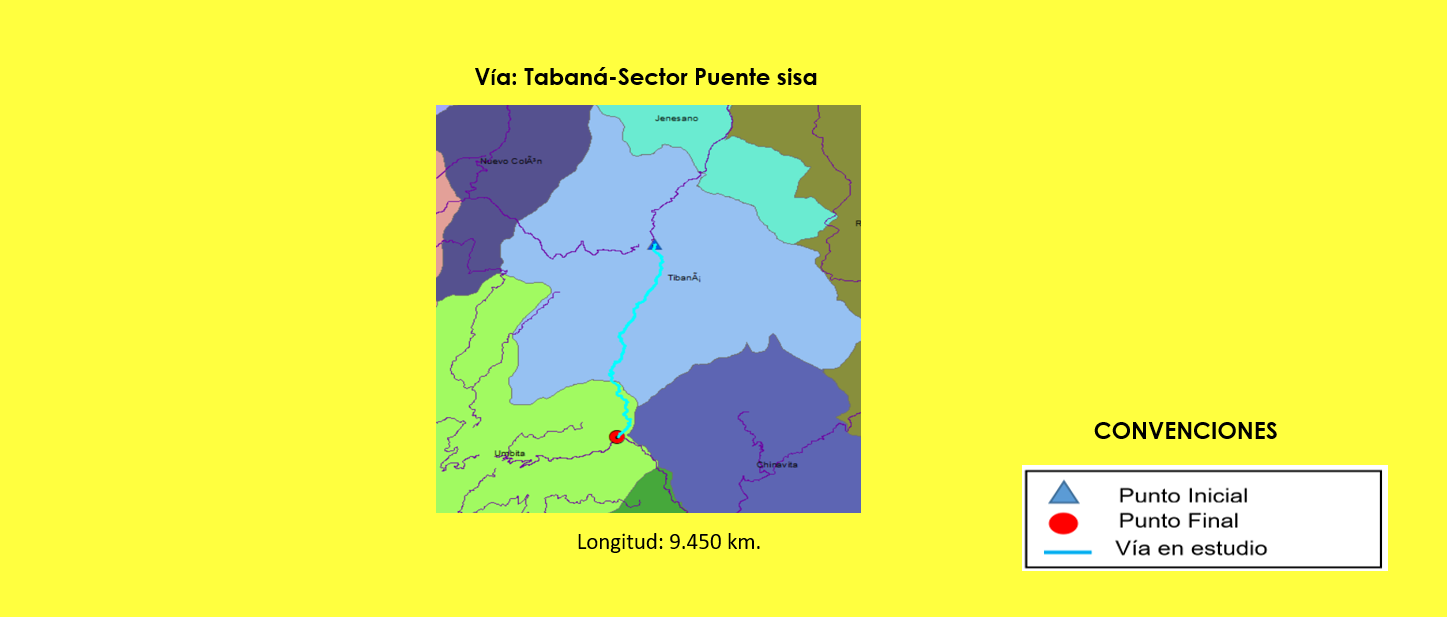 Vía: Tabaná-Sector Puente sisa
Jenesano
Nuevo ColÃ³n
R
TibanÃ¡
Umbita
Chinavita
Longitud: 9.450 km.
CONVENCIONES
Punto Inicial
Punto Final
Vía en estudio